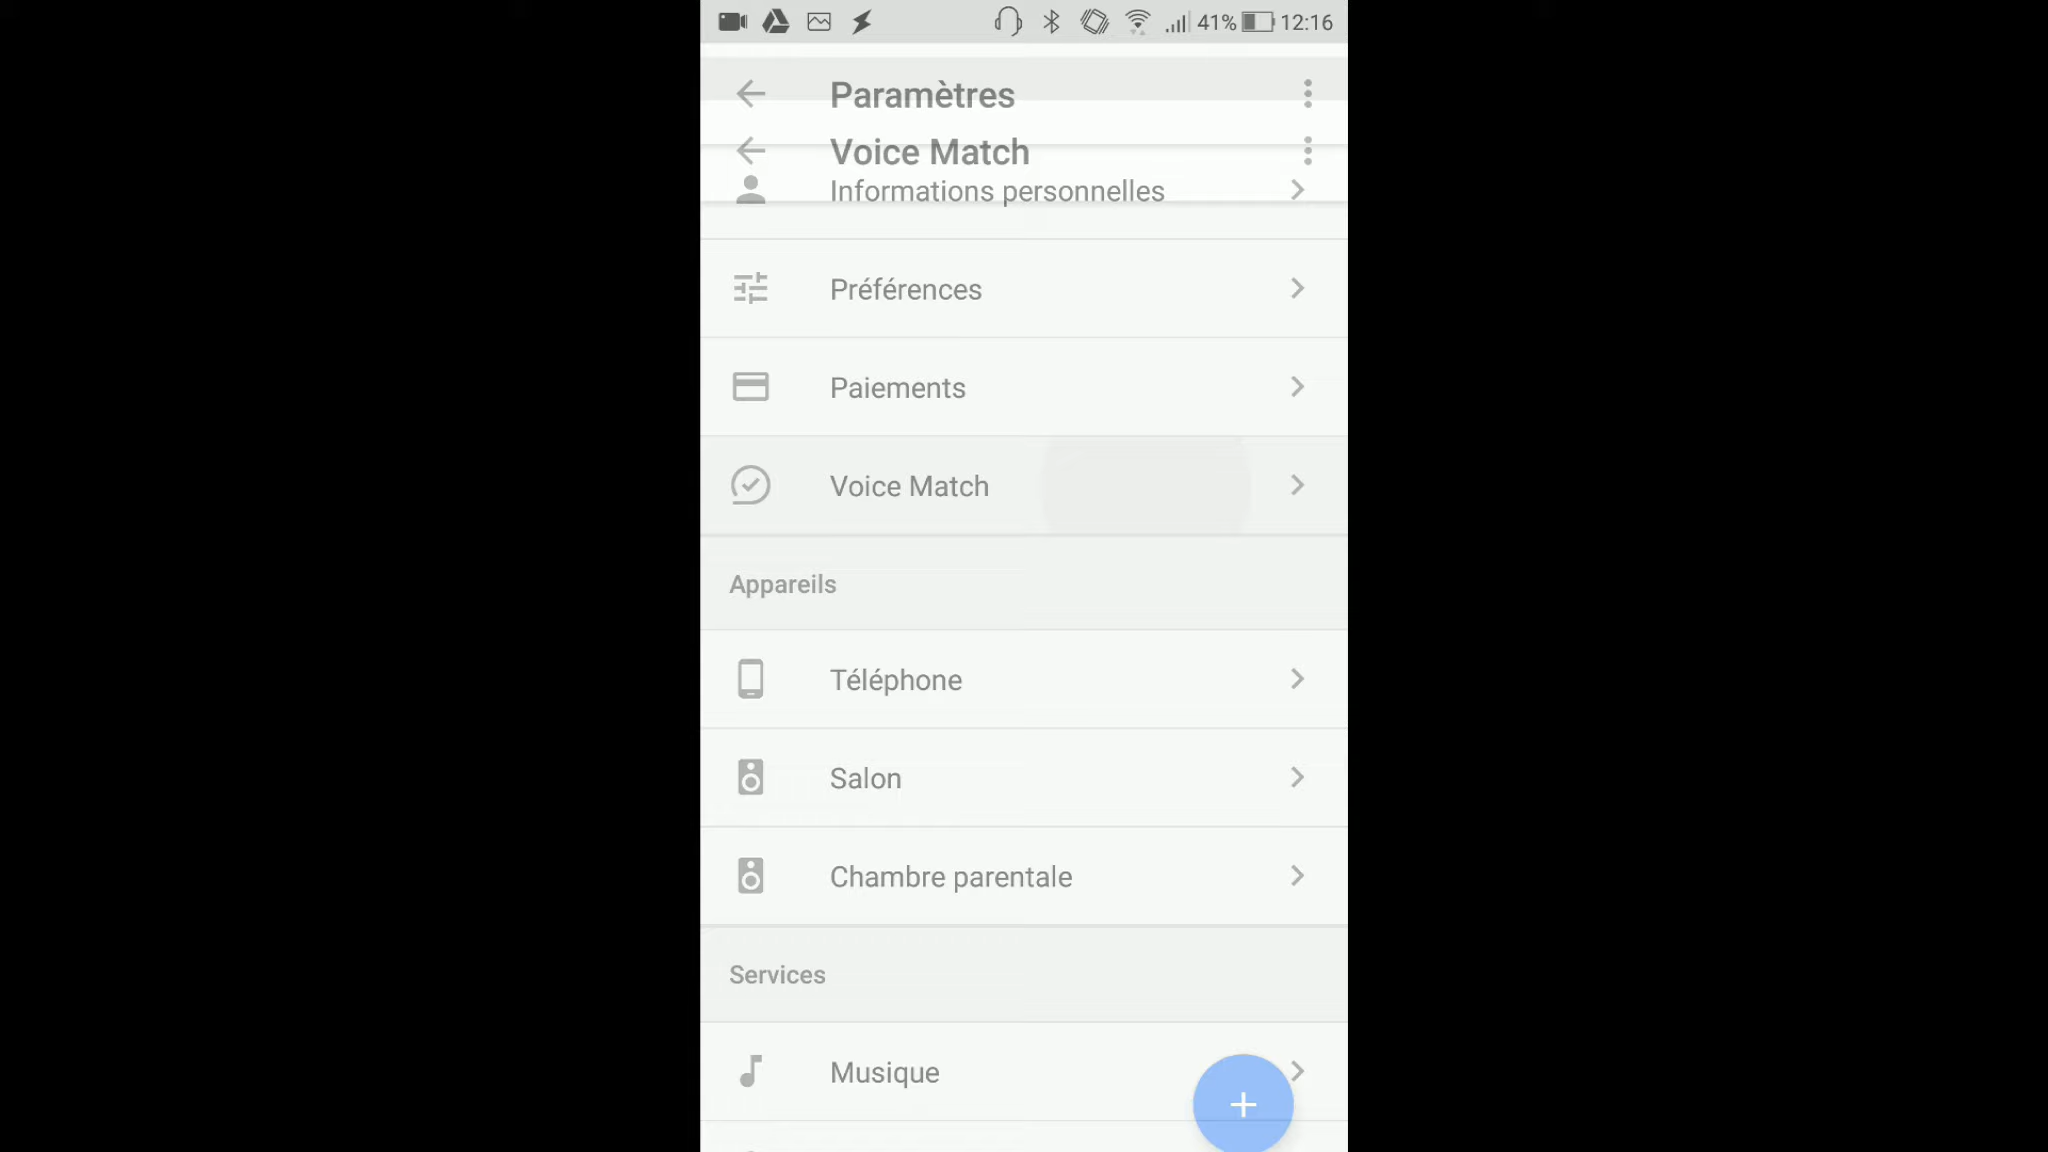 41% 12:16
Paramètres
Voice Match
Informations personnelles
Préférences
Paiements
Voice Match
Appareils
Téléphone
Salon
Chambre parentale
Services
Musique